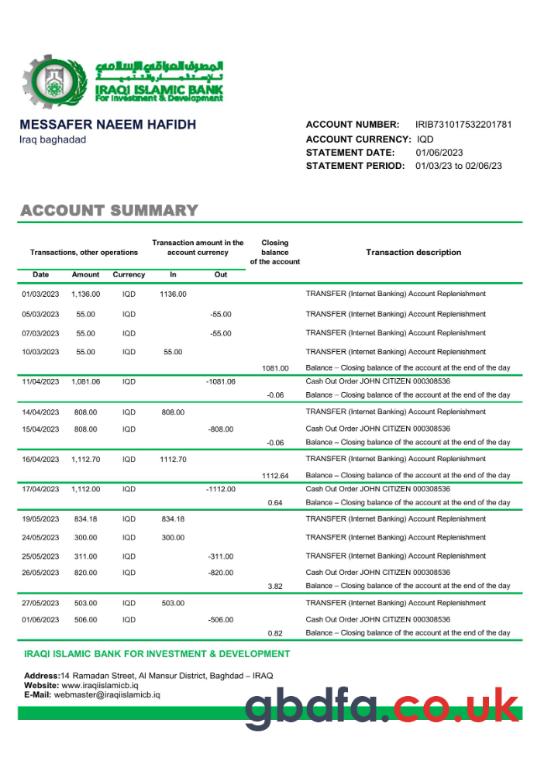 المصرف العراقي الإسلامي
للإستثمار والتنمية
IRAQI ISLAMIC BANK
For Investment & Development
MESSAFER NAEEM HAFIDH
Iraq baghadad
ACCOUNT NUMBER: IRIB731017532201781
ACCOUNT CURRENCY: IQD
STATEMENT DATE: 01/06/2023
STATEMENT PERIOD: 01/03/23 to 02/06/23
ACCOUNT SUMMARY
Transactions, other operations Transaction amount in the account currency Closing balance of the account Transaction description
Date Amount Currency In Out
01/03/2023 1,136.00 IQD 1136.00 TRANSFER (Internet Banking) Account Replenishment
05/03/2023 55.00 IQD -55.00 TRANSFER (Internet Banking) Account Replenishment
07/03/2023 55.00 IQD -55.00 TRANSFER (Internet Banking) Account Replenishment
10/03/2023 55.00 IQD 55.00 TRANSFER (Internet Banking) Account Replenishment
1081.00 Balance – Closing balance of the account at the end of the day
11/04/2023 1,081.06 IQD -1081.06 Cash Out Order JOHN CITIZEN 000308536
-0.06 Balance – Closing balance of the account at the end of the day
14/04/2023 808.00 IQD 808.00 TRANSFER (Internet Banking) Account Replenishment
15/04/2023 808.00 IQD -808.00 Cash Out Order JOHN CITIZEN 000308536
-0.06 Balance – Closing balance of the account at the end of the day
16/04/2023 1,112.70 IQD 1112.70 TRANSFER (Internet Banking) Account Replenishment
1112.64 Balance – Closing balance of the account at the end of the day
17/04/2023 1,112.00 IQD -1112.00 Cash Out Order JOHN CITIZEN 000308536
0.64 Balance – Closing balance of the account at the end of the day
19/05/2023 834.18 IQD 834.18 TRANSFER (Internet Banking) Account Replenishment
24/05/2023 300.00 IQD 300.00 TRANSFER (Internet Banking) Account Replenishment
25/05/2023 311.00 IQD -311.00 TRANSFER (Internet Banking) Account Replenishment
26/05/2023 820.00 IQD -820.00 Cash Out Order JOHN CITIZEN 000308536
3.82 Balance – Closing balance of the account at the end of the day
27/05/2023 503.00 IQD 503.00 TRANSFER (Internet Banking) Account Replenishment
01/06/2023 506.00 IQD -506.00 Cash Out Order JOHN CITIZEN 000308536
0.82 Balance – Closing balance of the account at the end of the day
IRAQI ISLAMIC BANK FOR INVESTMENT & DEVELOPMENT
Address:14 Ramadan Street, Al Mansur District, Baghdad – IRAQ
Website: www.iraqiislamicb.iq
E-Mail: webmaster@iraqiislamicb.iq
gbdfa.co.uk